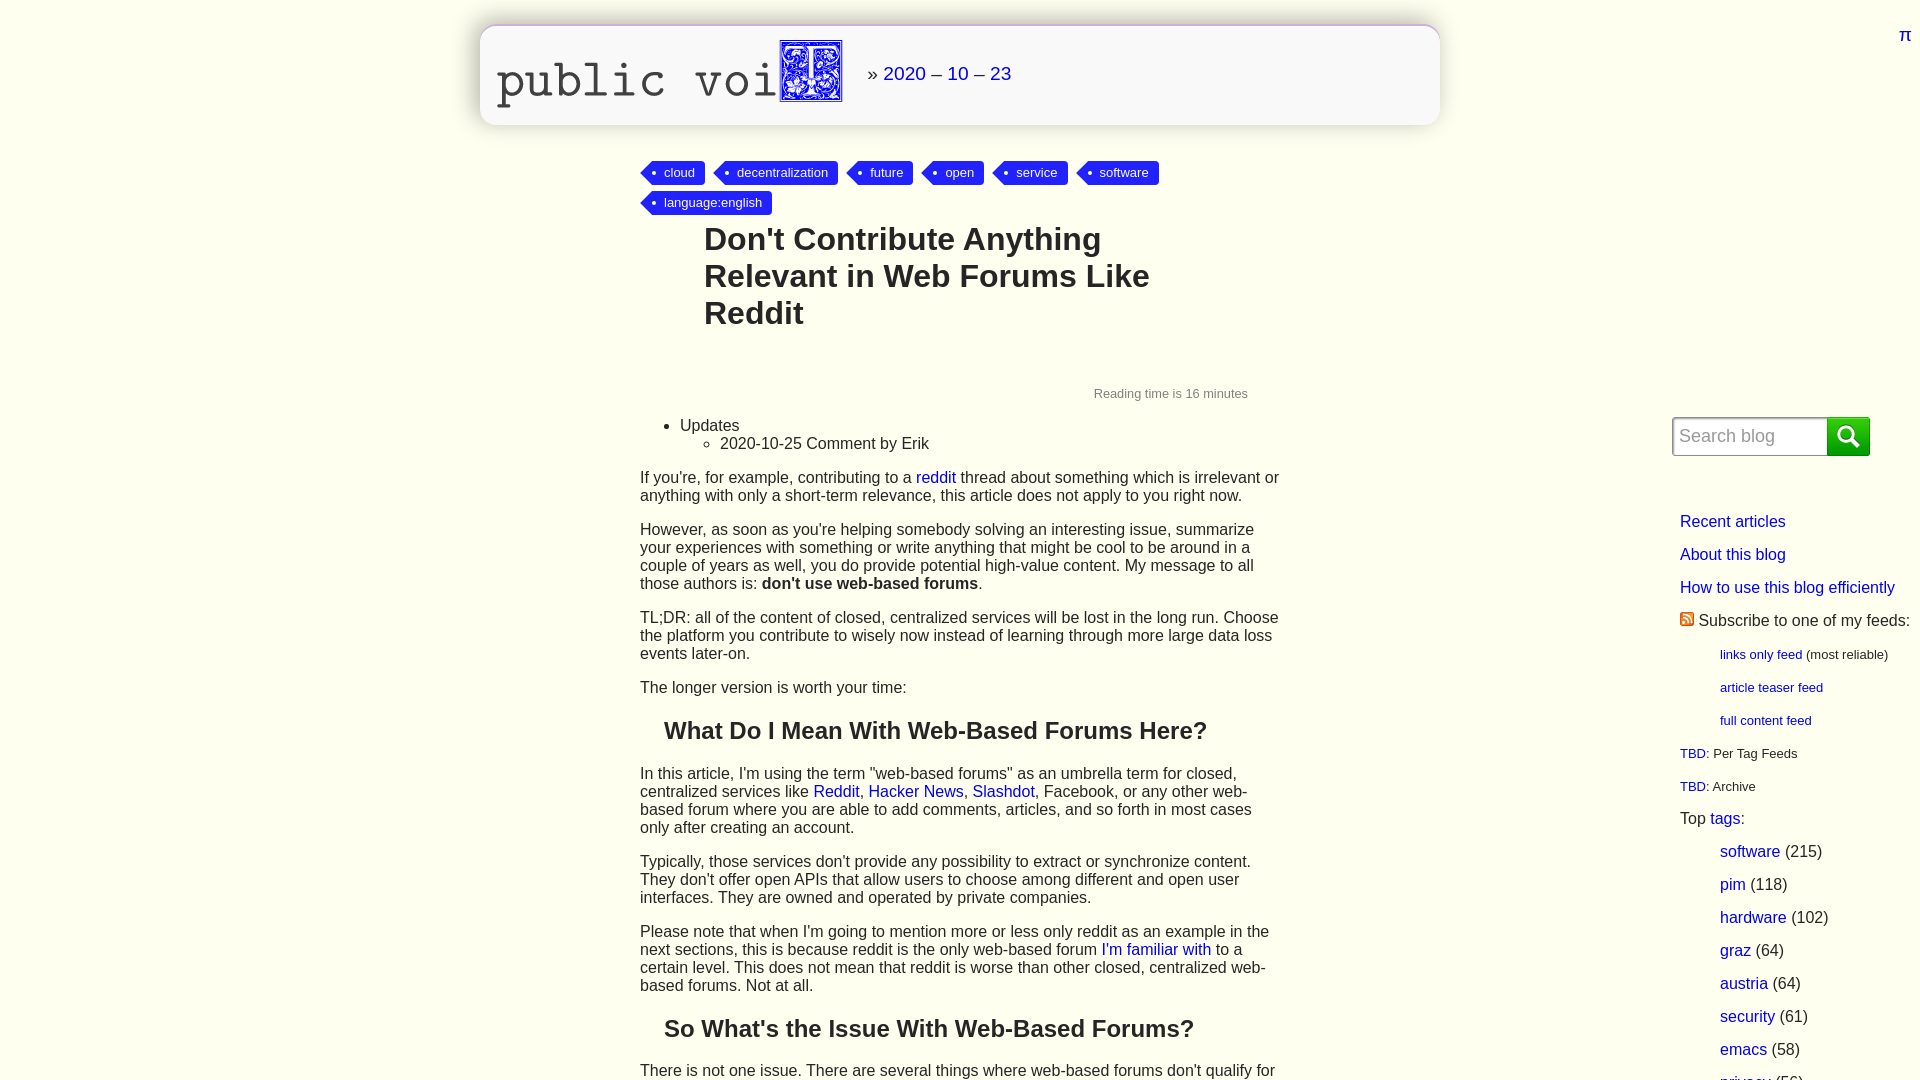 public voiT
» 2020 – 10 – 23
π
cloud decentralization future open service software
language:english
Don't Contribute Anything
Relevant in Web Forums Like
Reddit
Reading time is 16 minutes
Updates
2020-10-25 Comment by Erik
If you're, for example, contributing to a reddit thread about something which is irrelevant or
anything with only a short-term relevance, this article does not apply to you right now.
However, as soon as you're helping somebody solving an interesting issue, summarize
your experiences with something or write anything that might be cool to be around in a
couple of years as well, you do provide potential high-value content. My message to all
those authors is: don't use web-based forums.
TL;DR: all of the content of closed, centralized services will be lost in the long run. Choose
the platform you contribute to wisely now instead of learning through more large data loss
events later-on.
The longer version is worth your time:
What Do I Mean With Web-Based Forums Here?
In this article, I'm using the term "web-based forums" as an umbrella term for closed,
centralized services like Reddit, Hacker News, Slashdot, Facebook, or any other web-
based forum where you are able to add comments, articles, and so forth in most cases
only after creating an account.
Typically, those services don't provide any possibility to extract or synchronize content.
They don't offer open APIs that allow users to choose among different and open user
interfaces. They are owned and operated by private companies.
Please note that when I'm going to mention more or less only reddit as an example in the
next sections, this is because reddit is the only web-based forum I'm familiar with to a
certain level. This does not mean that reddit is worse than other closed, centralized web-
based forums. Not at all.
So What's the Issue With Web-Based Forums?
There is not one issue. There are several things where web-based forums don't qualify for
Search blog
Recent articles
About this blog
How to use this blog efficiently
Subscribe to one of my feeds:
links only feed (most reliable)
article teaser feed
full content feed
TBD: Per Tag Feeds
TBD: Archive
Top tags:
software (215)
pim (118)
hardware (102)
graz (64)
austria (64)
security (61)
emacs (58)
privacy (56)